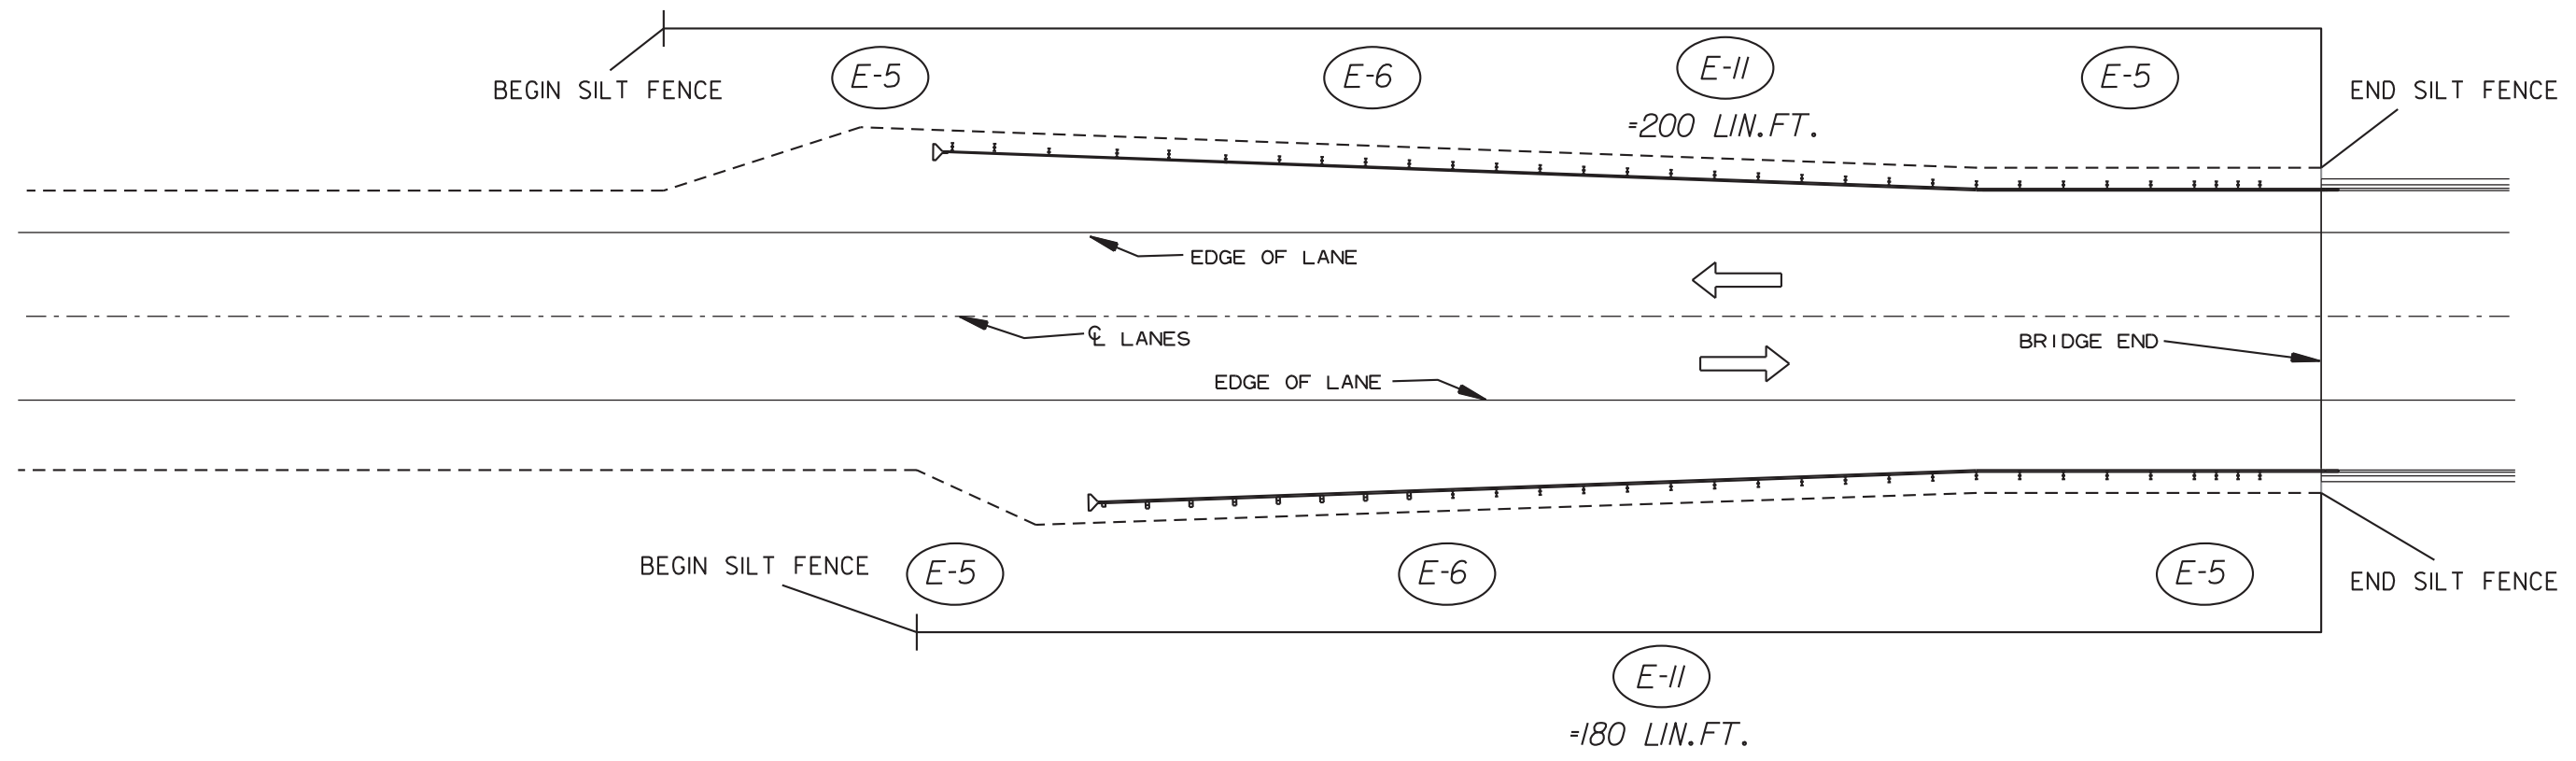 E-5
E-6
E-11
E-5
BEGIN SILT FENCE
END SILT FENCE
=200 LIN.FT.
EDGE OF LANE
℄ LANES
BRIDGE END
EDGE OF LANE
BEGIN SILT FENCE
E-5
E-6
E-5
END SILT FENCE
E-11
=180 LIN.FT.